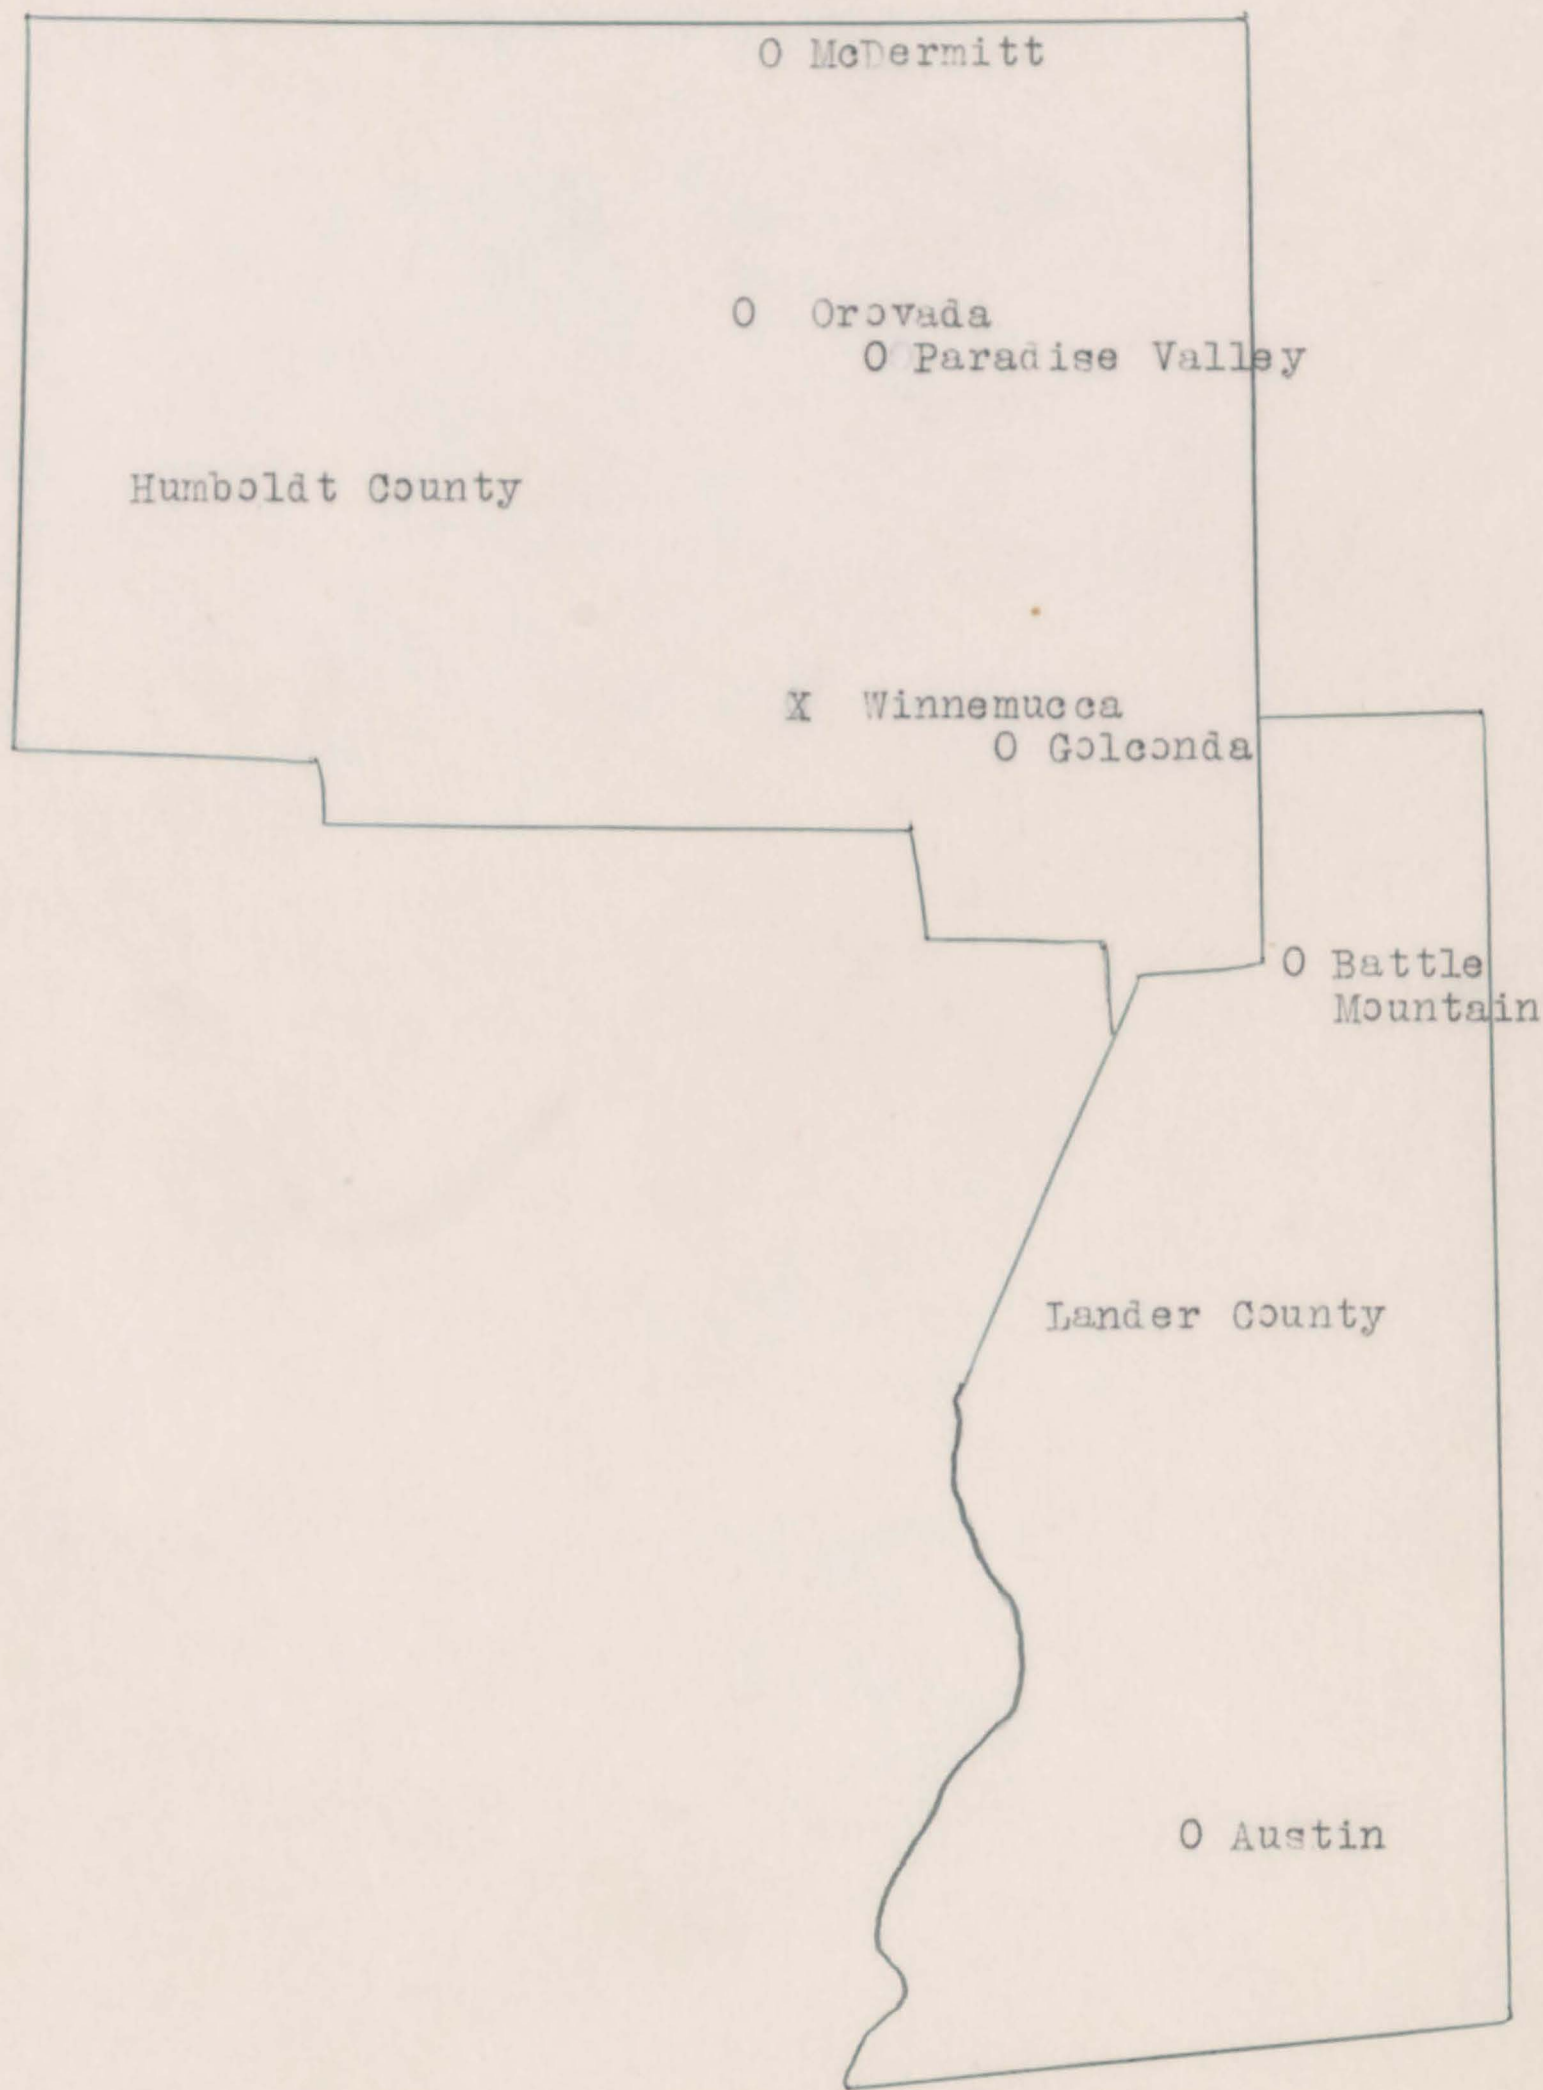 O McDermitt
O Orovada
O Paradise Valley
Humboldt County
X Winnemucca
O Golconda
O Battle
Mountain
Lander County
O Austin